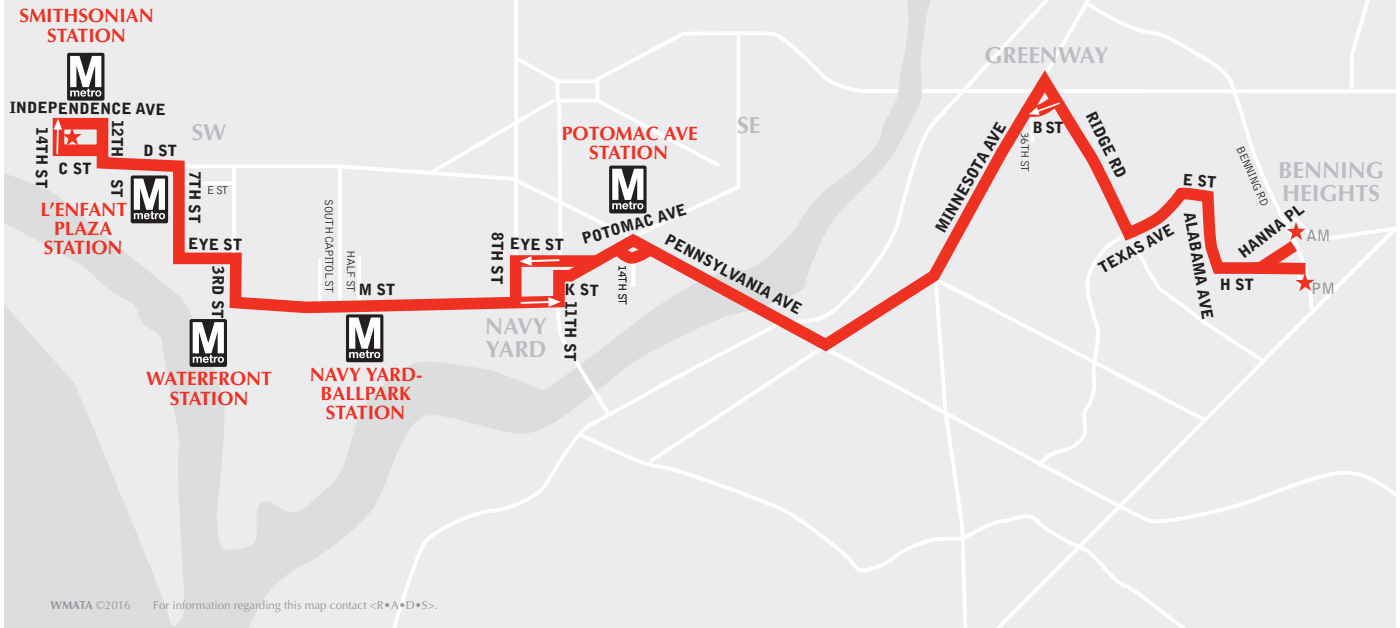 SMITHSONIAN
STATION
M
metro
INDEPENDENCE AVE
14TH ST
12TH ST
C ST
D ST
SW
M
metro
L'ENFANT
PLAZA
STATION
7TH ST
E ST
EYE ST
3RD ST
M
metro
WATERFRONT
STATION
SOUTH CAPITOL ST
HALF ST
M ST
M
metro
NAVY YARD-
BALLPARK
STATION
NAVY
YARD
8TH ST
EYE ST
K ST
11TH ST
POTOMAC AVE
STATION
M
metro
POTOMAC AVE
14TH ST
SE
PENNSYLVANIA AVE
MINNESOTA AVE
GREENWAY
36TH ST
B ST
RIDGE RD
TEXAS AVE
E ST
ALABAMA AVE
BENNING RD
BENNING
HEIGHTS
HANNA PL
AM
H ST
PM
WMATA ©2016 For information regarding this map contact <R•A•D•S>.